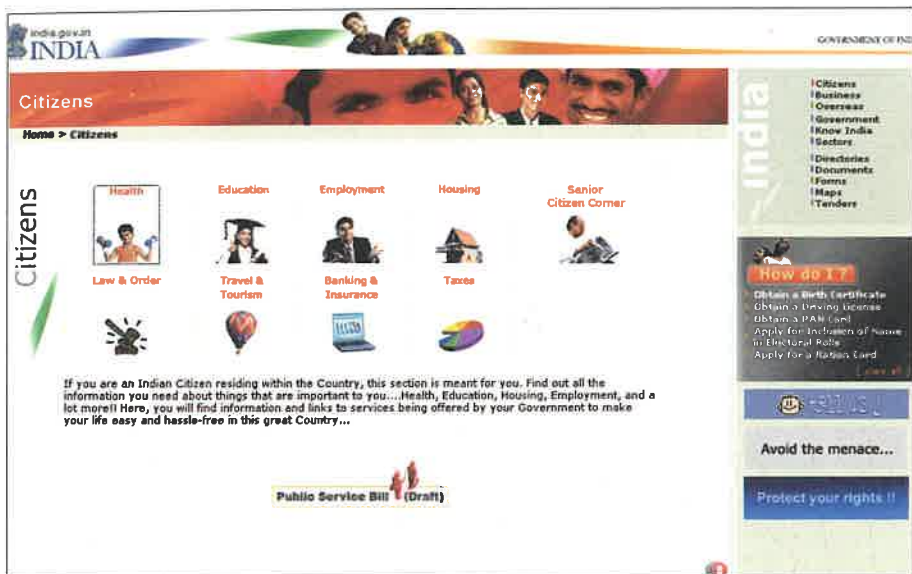 india.gov.in
INDIA
GOVERNMENT OF
Citizens
Home > Citizens
Citizens
Health
Education
Employment
Housing
Senior
Citizen Corner
Law & Order
Travel &
Tourism
Banking &
Insurance
Taxes
If you are an Indian Citizen residing within the Country, this section is meant for you. Find out all the
information you need about things that are important to you....Health, Education, Housing, Employment, and a
lot more!! Here, you will find information and links to services being offered by your Government to make
your life easy and hassle-free in this great Country...
Public Service Bill (Draft)
india
Citizens
Business
Overseas
Government
Know India
Sectors
Directories
Documents
Forms
Maps
Tenders
How do I ?
Obtain a Birth Certificate
Obtain a Driving License
Obtain a PAN Card
Apply for Inclusion of Name
in Electoral Rolls
Apply for a Ration Card
Avoid the menace...
Protect your rights !!